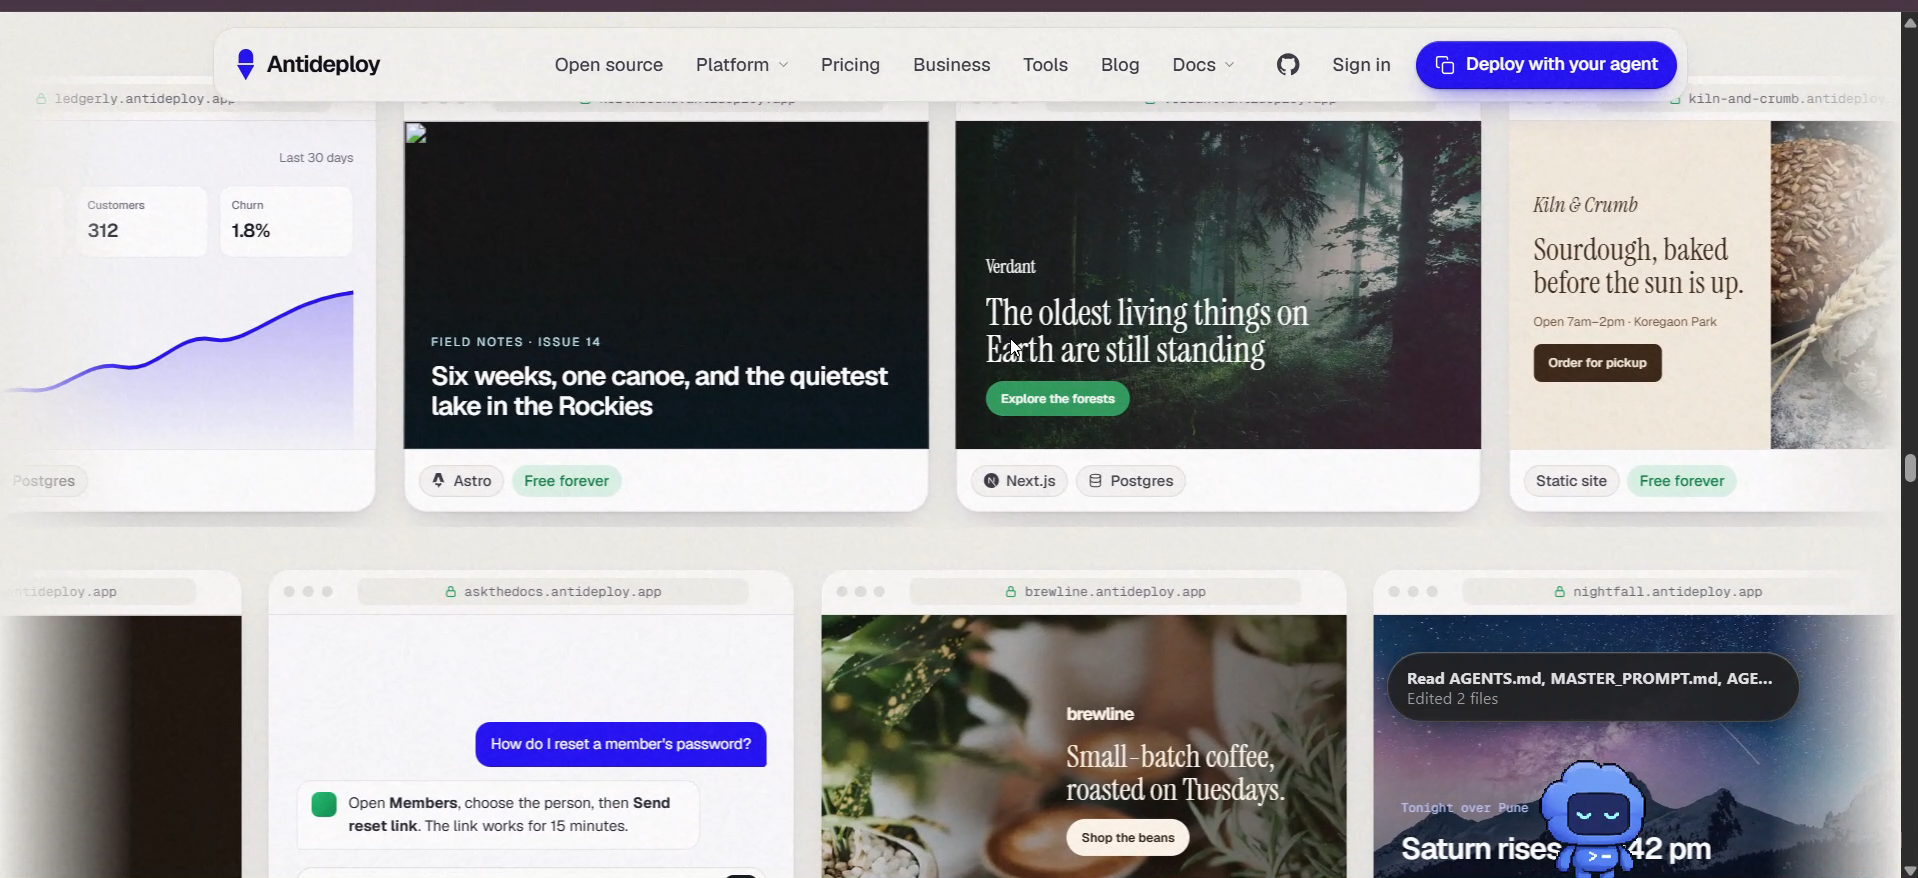 Antideploy
Open source
Platform
Pricing
Business
Tools
Blog
Docs
Sign in
Deploy with your agent
ledgerly.antideploy.app
kiln-and-crumb.antideploy.
Last 30 days
Customers
312
Churn
1.8%
Postgres
FIELD NOTES · ISSUE 14
Six weeks, one canoe, and the quietest
lake in the Rockies
Astro
Free forever
Verdant
The oldest living things on
Earth are still standing
Explore the forests
Next.js
Postgres
Kiln & Crumb
Sourdough, baked
before the sun is up.
Open 7am–2pm · Koregaon Park
Order for pickup
Static site
Free forever
ntideploy.app
askthedocs.antideploy.app
How do I reset a member's password?
Open Members, choose the person, then Send
reset link. The link works for 15 minutes.
brewline.antideploy.app
brewline
Small-batch coffee,
roasted on Tuesdays.
Shop the beans
nightfall.antideploy.app
Read AGENTS.md, MASTER_PROMPT.md, AGE...
Edited 2 files
Tonight over Pune
Saturn rises 42 pm